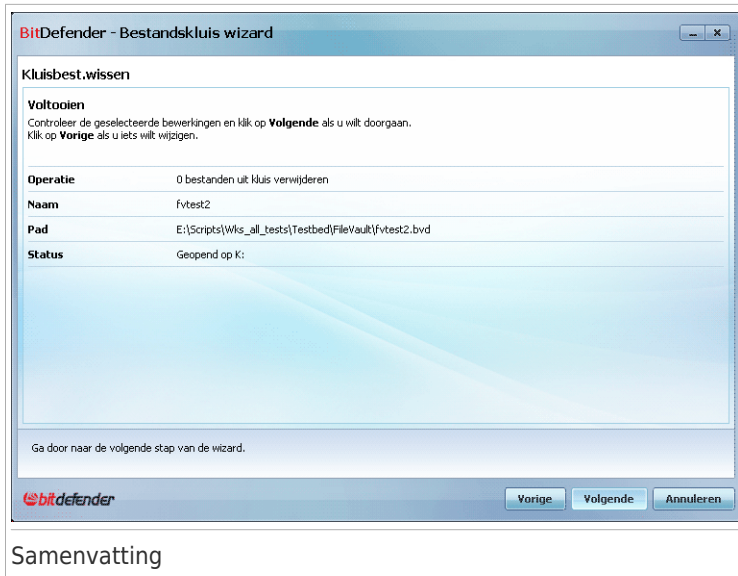 BitDefender - Bestandskluis wizard
Kluisbest.wissen
Voltooien
Controleer de geselecteerde bewerkingen en klik op Volgende als u wilt doorgaan.
Klik op Vorige als u iets wilt wijzigen.
Operatie 0 bestanden uit kluis verwijderen
Naam fvtest2
Pad E:\Scripts\Wks_all_tests\Testbed\FileVault\fvtest2.bvd
Status Geopend op K:
Ga door naar de volgende stap van de wizard.
bitdefender Vorige Volgende Annuleren
Samenvatting